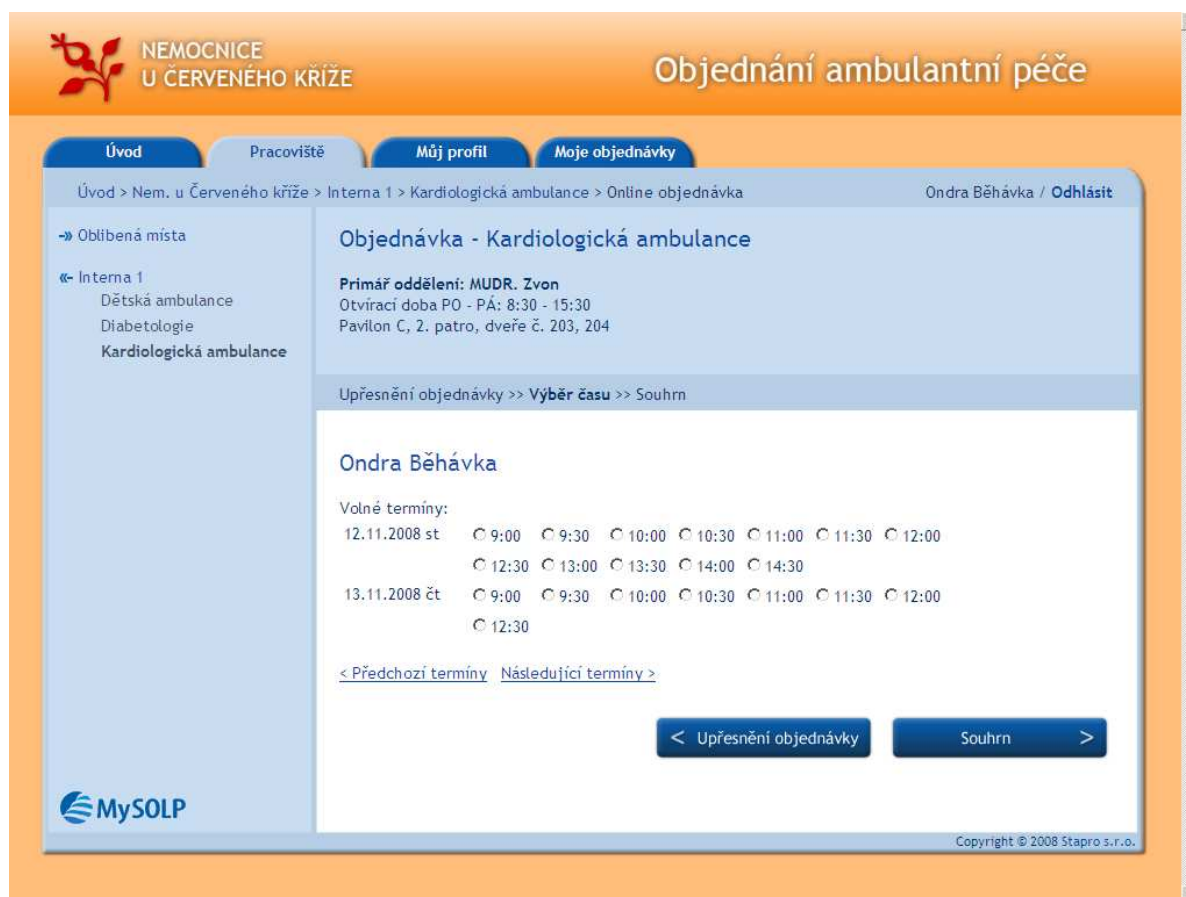 NEMOCNICE
U ČERVENÉHO KŘÍŽE
Objednání ambulantní péče
Úvod Pracoviště Můj profil Moje objednávky
Úvod > Nem. u Červeného kříže > Interna 1 > Kardiologická ambulance > Online objednávka Ondra Běhávka / Odhlásit
-» Oblibená místa
«- Interna 1
Dětská ambulance
Diabetologie
Kardiologická ambulance
Objednávka - Kardiologická ambulance
Primář oddělení: MUDR. Zvon
Otvírací doba PO - PÁ: 8:30 - 15:30
Pavilon C, 2. patro, dveře č. 203, 204
Upřesnění objednávky >> Výběr času >> Souhrn
Ondra Běhávka
Volné termíny:
12.11.2008 st 9:00 9:30 10:00 10:30 11:00 11:30 12:00
12:30 13:00 13:30 14:00 14:30
13.11.2008 čt 9:00 9:30 10:00 10:30 11:00 11:30 12:00
12:30
< Předchozí termíny Následující termíny >
< Upřesnění objednávky Souhrn >
MySOLP
Copyright © 2008 Stapro s.r.o.